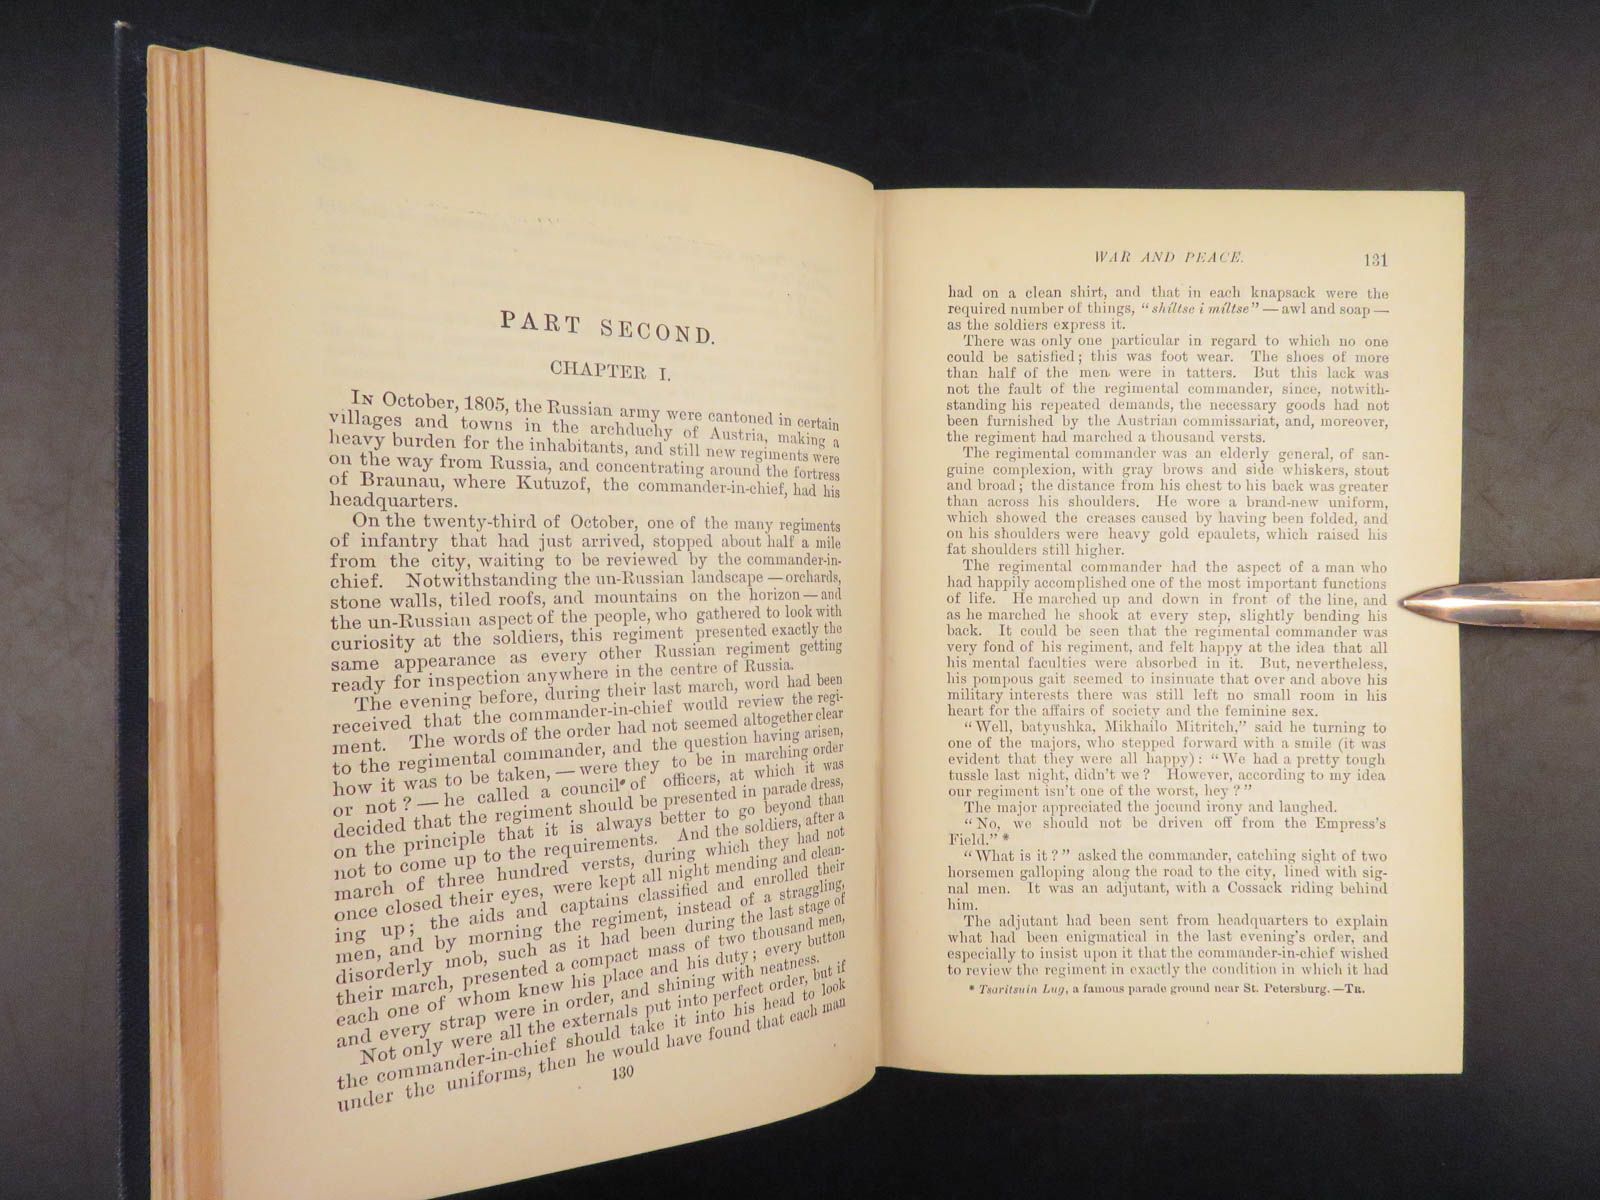 PART SECOND.
CHAPTER I.
In October, 1805, the Russian army were cantoned in certain
villages and towns in the archduchy of Austria, making a
heavy burden for the inhabitants, and still new regiments were
on the way from Russia, and concentrating around the fortress
of Braunau, where Kutuzof, the commander-in-chief, had his
headquarters.
On the twenty-third of October, one of the many regiments
of infantry that had just arrived, stopped about half a mile
from the city, waiting to be reviewed by the commander-in-
chief. Notwithstanding the un-Russian landscape — orchards,
stone walls, tiled roofs, and mountains on the horizon — and
the un-Russian aspect of the people, who gathered to look with
curiosity at the soldiers, this regiment presented exactly the
same appearance as every other Russian regiment getting
ready for inspection anywhere in the centre of Russia.
The evening before, during their last march, word had been
received that the commander-in-chief would review the regi-
ment. The words of the order had not seemed altogether clear
to the regimental commander, and the question having arisen,
how it was to be taken, — were they to be in marching order
or not? — he called a council of officers, at which it was
decided that the regiment should be presented in parade dress,
on the principle that it is always better to go beyond than
not to come up to the requirements. And the soldiers, after a
march of three hundred versts, during which they had not
once closed their eyes, were kept all night mending and clean-
ing up; the aids and captains classified and enrolled their
men, and by morning the regiment, instead of a straggling,
disorderly mob, such as it had been during the last stage of
their march, presented a compact mass of two thousand men,
each one of whom knew his place and his duty; every button
and every strap were in order, and shining with neatness.
Not only were all the externals put into perfect order, but if
the commander-in-chief should take it into his head to look
under the uniforms, then he would have found that each man
130
WAR AND PEACE. 131
had on a clean shirt, and that in each knapsack were the
required number of things, "shíltse i míltse" — awl and soap —
as the soldiers express it.
There was only one particular in regard to which no one
could be satisfied; this was foot wear. The shoes of more
than half of the men were in tatters. But this lack was
not the fault of the regimental commander, since, notwith-
standing his repeated demands, the necessary goods had not
been furnished by the Austrian commissariat, and, moreover,
the regiment had marched a thousand versts.
The regimental commander was an elderly general, of san-
guine complexion, with gray brows and side whiskers, stout
and broad; the distance from his chest to his back was greater
than across his shoulders. He wore a brand-new uniform,
which showed the creases caused by having been folded, and
on his shoulders were heavy gold epaulets, which raised his
fat shoulders still higher.
The regimental commander had the aspect of a man who
had happily accomplished one of the most important functions
of life. He marched up and down in front of the line, and
as he marched he shook at every step, slightly bending his
back. It could be seen that the regimental commander was
very fond of his regiment, and felt happy at the idea that all
his mental faculties were absorbed in it. But, nevertheless,
his pompous gait seemed to insinuate that over and above his
military interests there was still left no small room in his
heart for the affairs of society and the feminine sex.
"Well, batyushka, Mikhaïlo Mitritch," said he turning to
one of the majors, who stepped forward with a smile (it was
evident that they were all happy): "We had a pretty tough
tussle last night, didn't we? However, according to my idea
our regiment isn't one of the worst, hey?"
The major appreciated the jocund irony and laughed.
"No, we should not be driven off from the Empress's
Field." *
"What is it?" asked the commander, catching sight of two
horsemen galloping along the road to the city, lined with sig-
nal men. It was an adjutant, with a Cossack riding behind
him.
The adjutant had been sent from headquarters to explain
what had been enigmatical in the last evening's order, and
especially to insist upon it that the commander-in-chief wished
to review the regiment in exactly the condition in which it had
* Tsaritsuin Lug, a famous parade ground near St. Petersburg. — Tr.